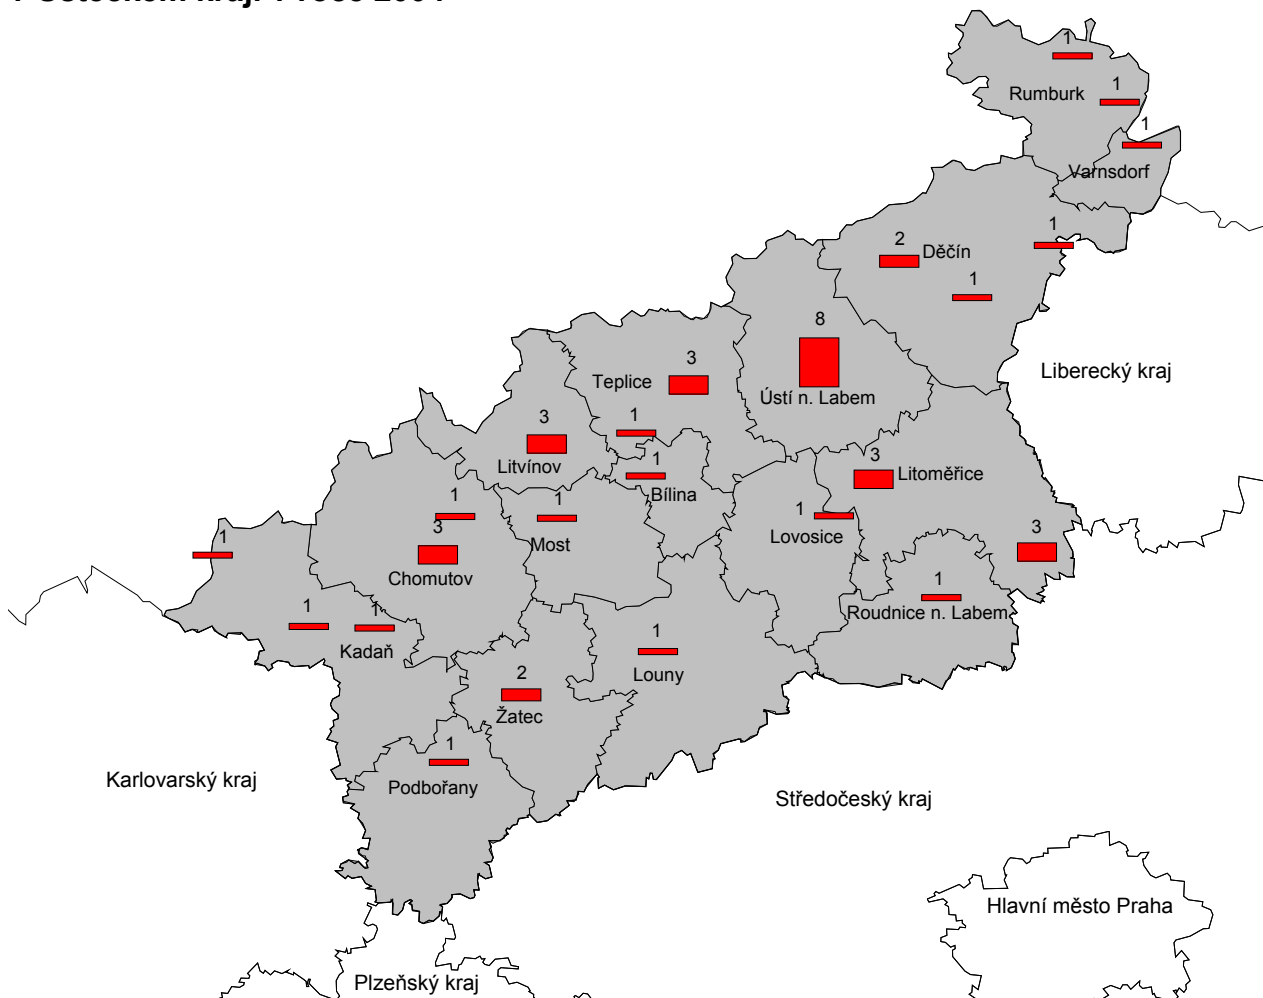 1
1
Rumburk
1
Varnsdorf
1
2
Děčín
1
8
Liberecký kraj
3
Teplice
Ústí n. Labem
1
3
Litvínov
1
Bílina
3
Litoměřice
1
1
Most
1
Lovosice
3
Chomutov
3
1
1
Roudnice n. Labem
1
1
Kadaň
1
Louny
2
Žatec
1
Podbořany
Karlovarský kraj
Středočeský kraj
Hlavní město Praha
Plzeňský kraj